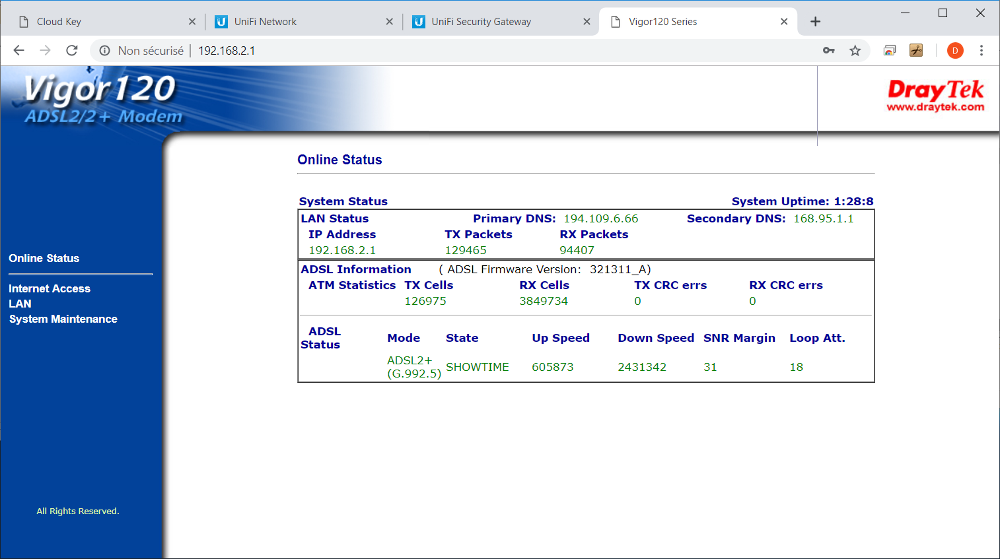 Cloud Key
UniFi Network
UniFi Security Gateway
Vigor120 Series
Non sécurisé | 192.168.2.1
D
Vigor120
ADSL2/2+ Modem
DrayTek
www.draytek.com
Online Status
Internet Access
LAN
System Maintenance
All Rights Reserved.
Online Status
System Status System Uptime: 1:28:8
LAN Status Primary DNS: 194.109.6.66 Secondary DNS: 168.95.1.1
IP Address TX Packets RX Packets
192.168.2.1 129465 94407
ADSL Information ( ADSL Firmware Version: 321311_A)
ATM Statistics TX Cells RX Cells TX CRC errs RX CRC errs
126975 3849734 0 0
ADSL Status Mode State Up Speed Down Speed SNR Margin Loop Att.
ADSL2+ (G.992.5) SHOWTIME 605873 2431342 31 18